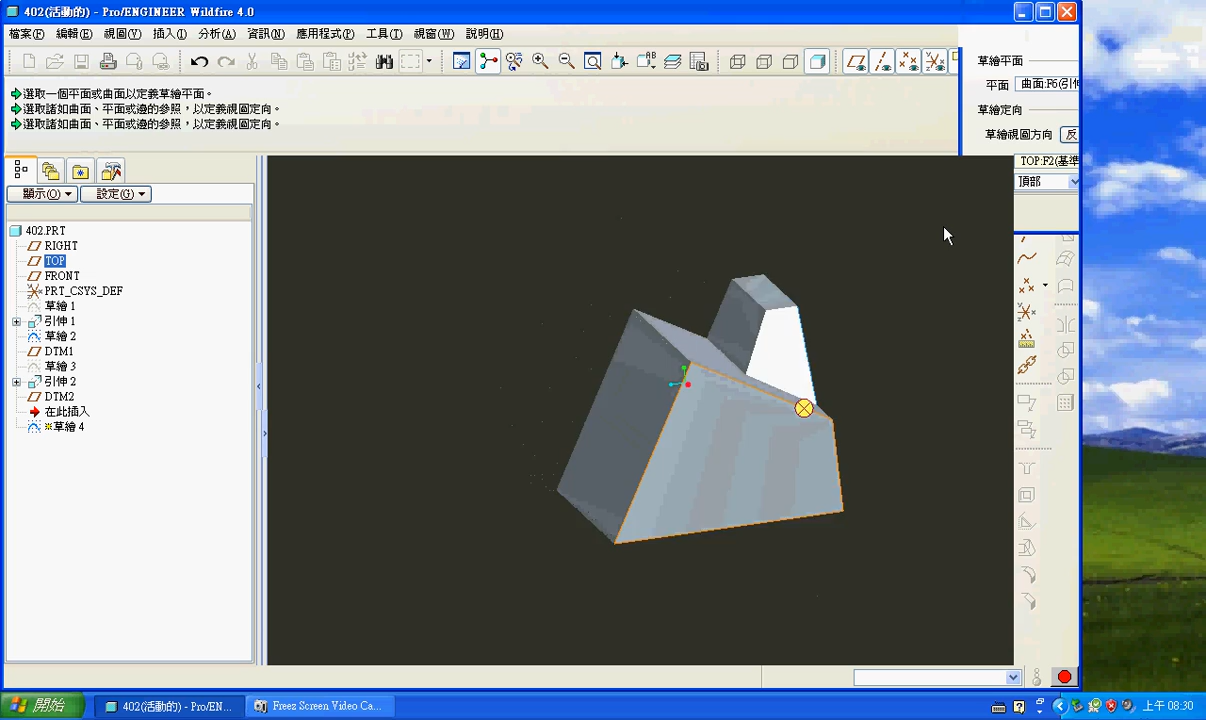 402(活動的) - Pro/ENGINEER Wildfire 4.0
檔案(F) 編輯(E) 視圖(V) 插入(I) 分析(A) 資訊(N) 應用程式(P) 工具(T) 視窗(W) 說明(H)
選取一個平面或曲面以定義草繪平面。
選取諸如曲面、平面或邊的參照，以定義視圖定向。
選取諸如曲面、平面或邊的參照，以定義視圖定向。
草繪平面
平面 曲面:F6(引伸
草繪定向
草繪視圖方向 反
TOP:F2(基準
頂部
顯示(O) 設定(G)
402.PRT
RIGHT
TOP
FRONT
PRT_CSYS_DEF
草繪 1
引伸 1
草繪 2
DTM1
草繪 3
引伸 2
DTM2
在此插入
※草繪 4
開始 402(活動的) - Pro/EN... Freez Screen Video Ca... 上午 08:30